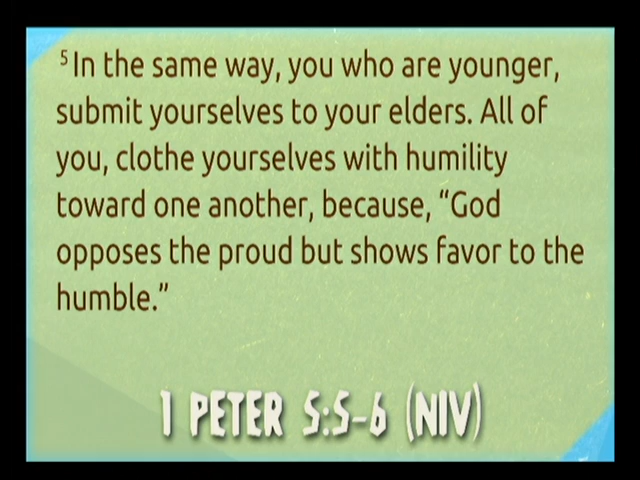 5 In the same way, you who are younger,
submit yourselves to your elders. All of
you, clothe yourselves with humility
toward one another, because, “God
opposes the proud but shows favor to the
humble.”
1 PETER 5:5-6 (NIV)